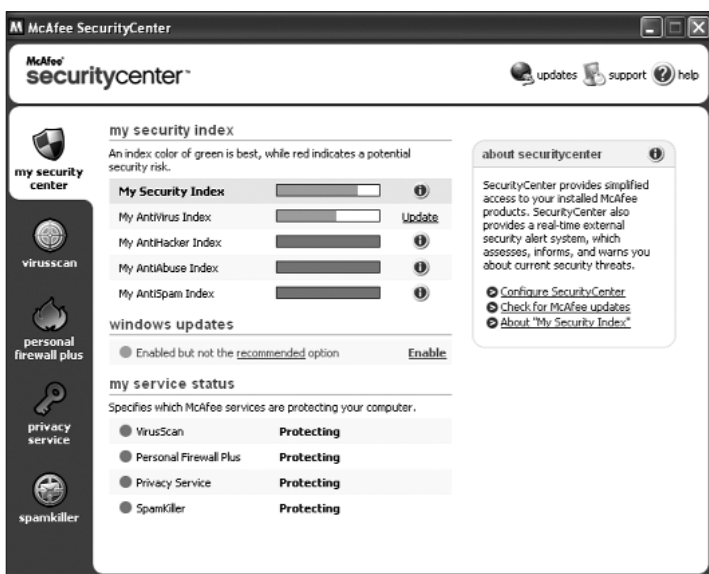 McAfee SecurityCenter
McAfee
securitycenter
updates
support
help
my security center
virusscan
personal firewall plus
privacy service
spamkiller
my security index
An index color of green is best, while red indicates a potential
security risk.
My Security Index
My AntiVirus Index Update
My AntiHacker Index
My AntiAbuse Index
My AntiSpam Index
windows updates
Enabled but not the recommended option Enable
my service status
Specifies which McAfee services are protecting your computer.
VirusScan Protecting
Personal Firewall Plus Protecting
Privacy Service Protecting
SpamKiller Protecting
about securitycenter
SecurityCenter provides simplified
access to your installed McAfee
products. SecurityCenter also
provides a real-time external
security alert system, which
assesses, informs, and warns you
about current security threats.
Configure SecurityCenter
Check for McAfee updates
About "My Security Index"